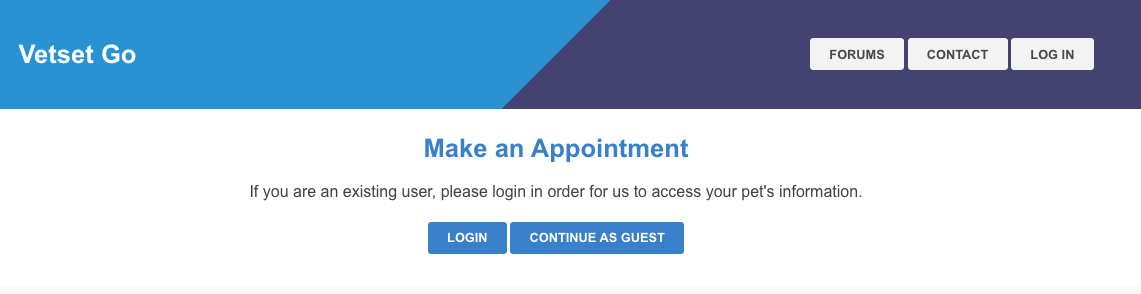 Vetset Go
FORUMS CONTACT LOG IN
Make an Appointment
If you are an existing user, please login in order for us to access your pet's information.
LOGIN CONTINUE AS GUEST